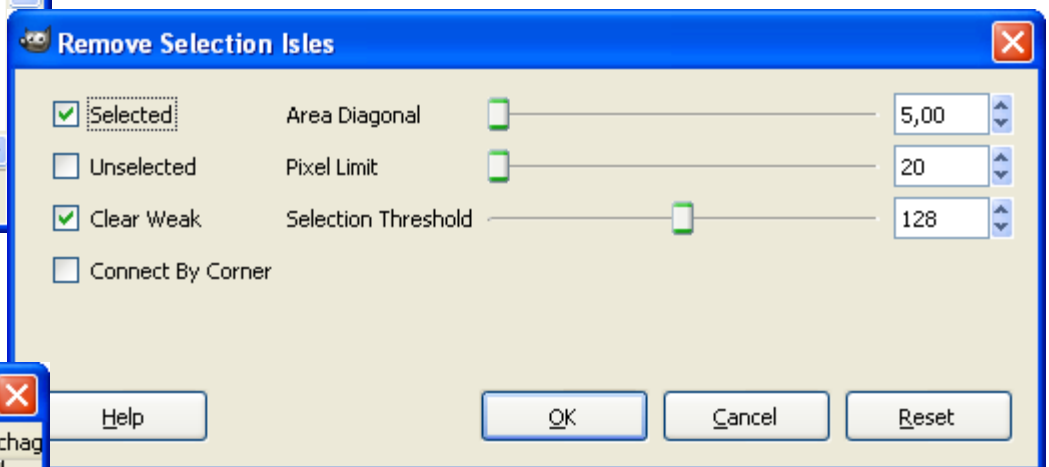 Remove Selection Isles
Selected Area Diagonal 5,00
Unselected Pixel Limit 20
Clear Weak Selection Threshold 128
Connect By Corner
Help OK Cancel Reset